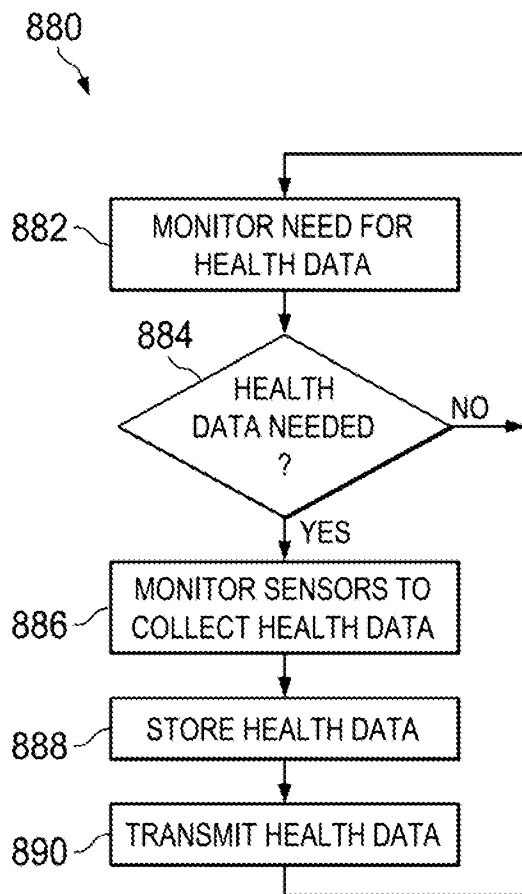 880
882
MONITOR NEED FOR
HEALTH DATA
884
HEALTH
DATA NEEDED
?
NO
YES
886
MONITOR SENSORS TO
COLLECT HEALTH DATA
888
STORE HEALTH DATA
890
TRANSMIT HEALTH DATA